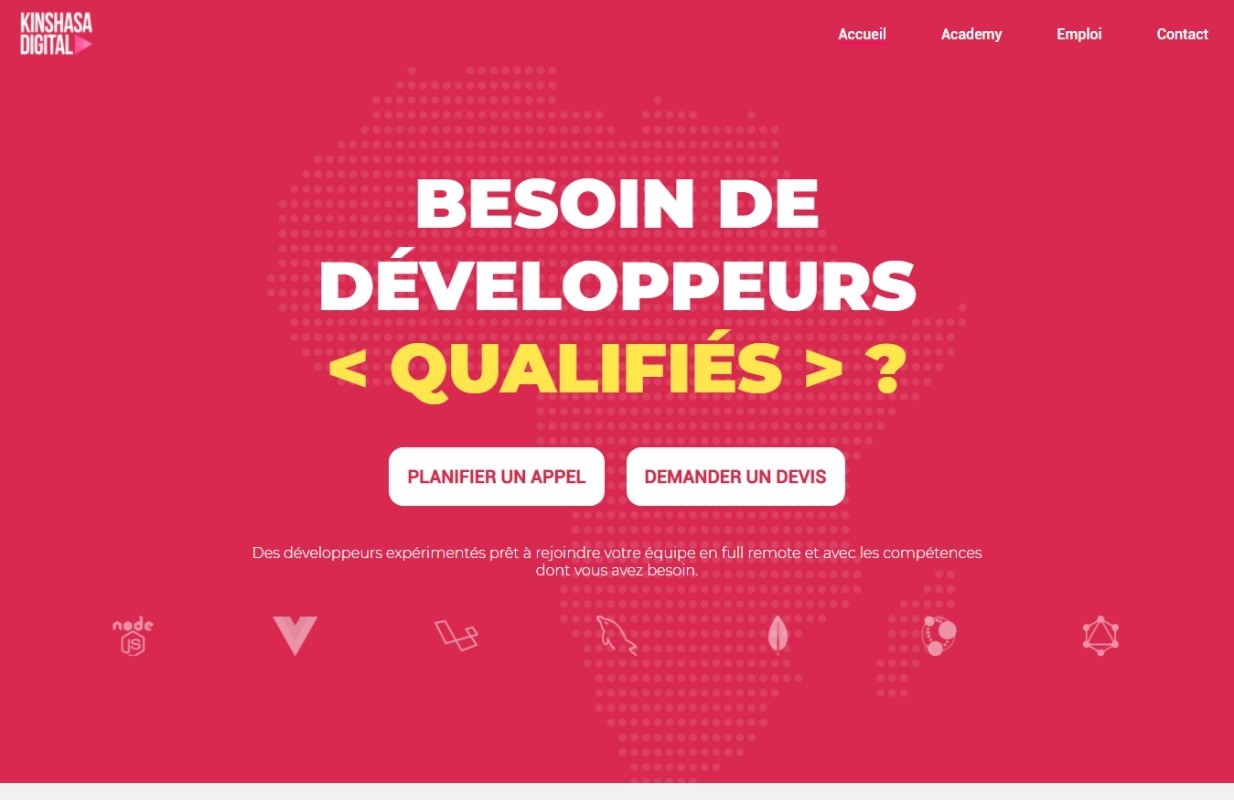 KINSHASA
DIGITAL
Accueil Academy Emploi Contact
BESOIN DE
DÉVELOPPEURS
< QUALIFIÉS > ?
PLANIFIER UN APPEL DEMANDER UN DEVIS
Des développeurs expérimentés prêt à rejoindre votre équipe en full remote et avec les compétences
dont vous avez besoin.
node
JS